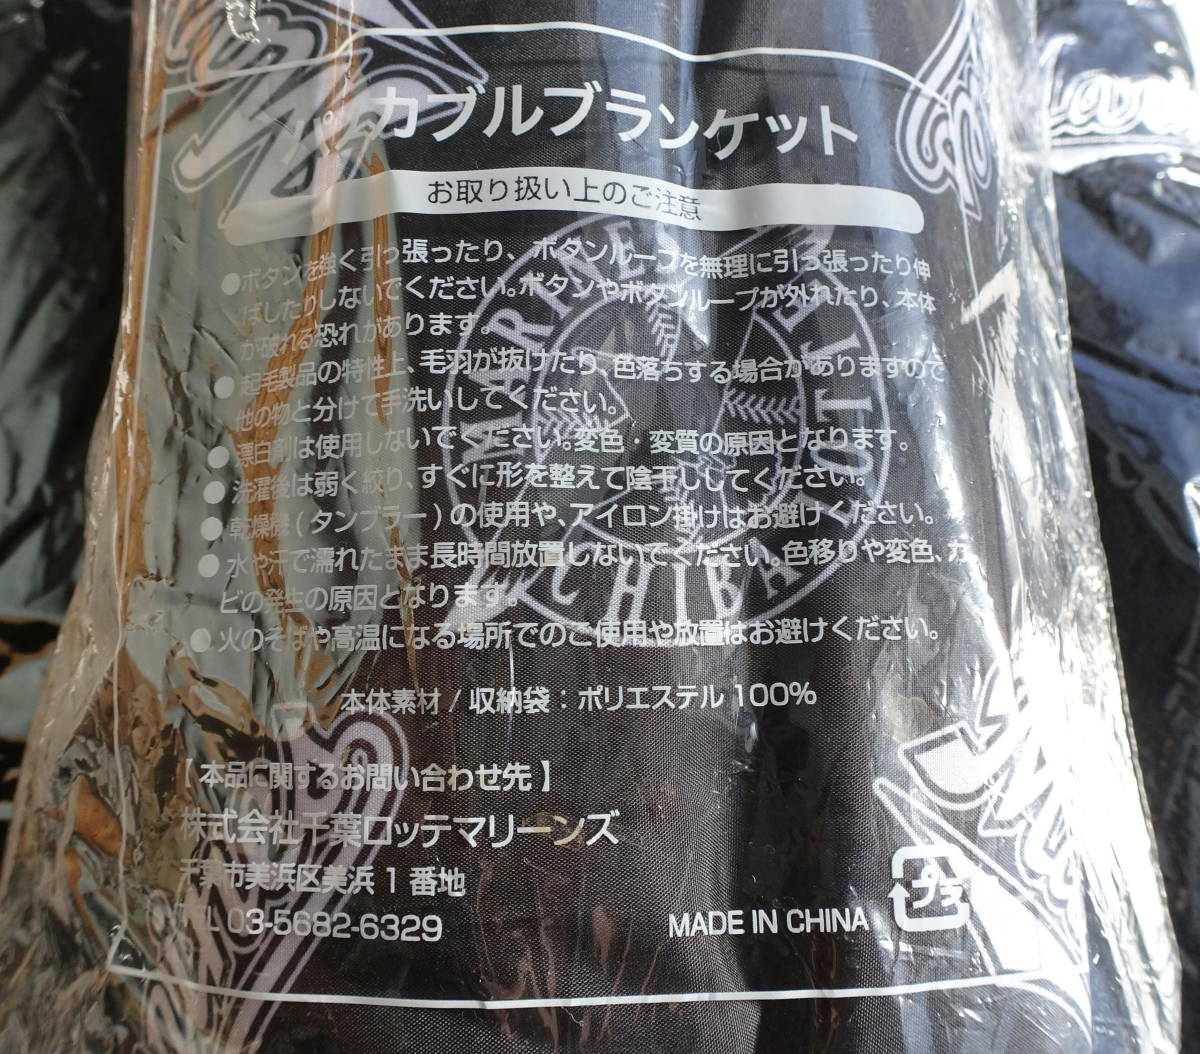 パッカブルブランケット
お取り扱い上のご注意
●ボタンを強く引っ張ったり、ボタンループを無理に引っ張ったり伸
ばしたりしないでください。ボタンやボタンループが外れたり、本体
が破れる恐れがあります。
●起毛製品の特性上、毛羽が抜けたり、色落ちする場合がありますので
他の物と分けて手洗いしてください。
●漂白剤は使用しないでください。変色・変質の原因となります。
●洗濯後は弱く絞り、すぐに形を整えて陰干ししてください。
●乾燥機(タンブラー)の使用や、アイロン掛けはお避けください。
●水や汗で濡れたまま長時間放置しないでください。色移りや変色、カ
ビの発生の原因となります。
●火のそばや高温になる場所でのご使用や放置はお避けください。
本体素材 / 収納袋：ポリエステル 100%
【 本品に関するお問い合わせ先 】
株式会社千葉ロッテマリーンズ
千葉市美浜区美浜 1 番地
TEL 03-5682-6329
MADE IN CHINA
プラ
CHIBA LOTTE MARINES